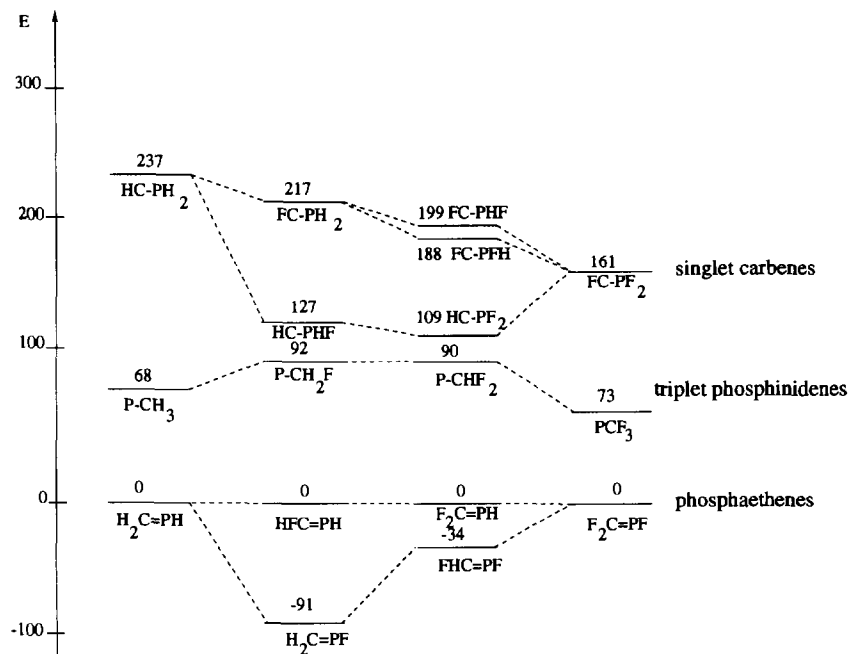 E
300
200
100
0
-100
237
HC-PH2
217
FC-PH2
199 FC-PHF
188 FC-PFH
161
FC-PF2
singlet carbenes
127
HC-PHF
109 HC-PF2
68
P-CH3
92
P-CH2F
90
P-CHF2
73
PCF3
triplet phosphinidenes
0
H2C=PH
0
HFC=PH
0
F2C=PH
0
F2C=PF
phosphaethenes
-34
FHC=PF
-91
H2C=PF